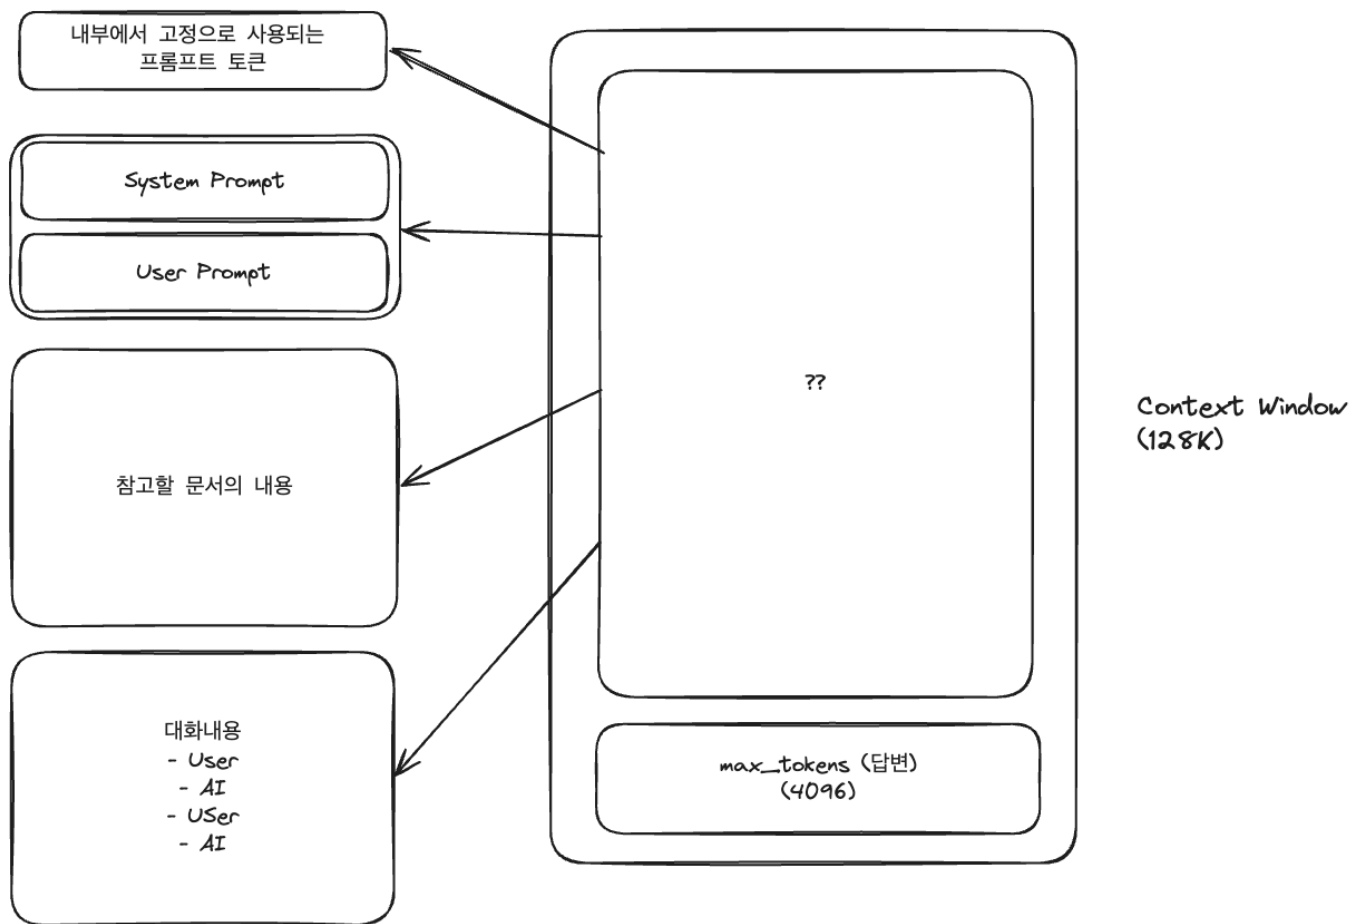 내부에서 고정으로 사용되는
프롬프트 토큰
System Prompt
User Prompt
참고할 문서의 내용
대화내용
- User
- AI
- USer
- AI
??
max_tokens (답변)
(4096)
Context Window
(128K)